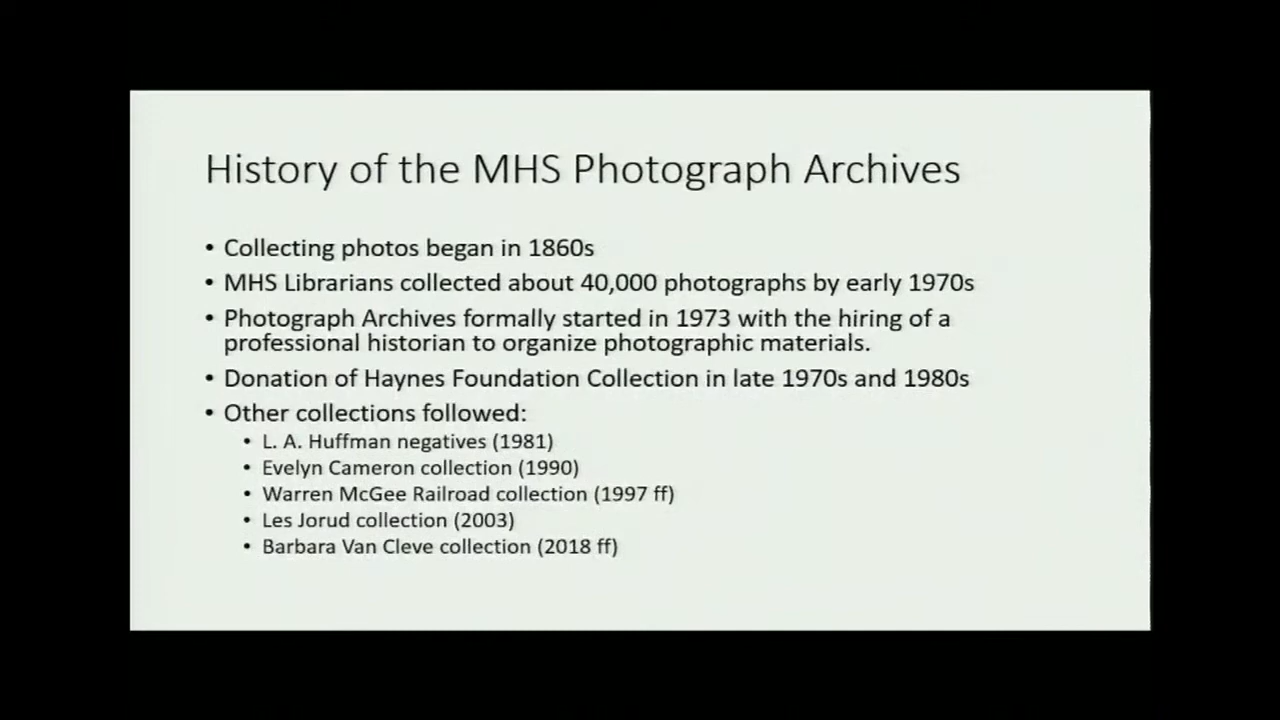 History of the MHS Photograph Archives
• Collecting photos began in 1860s
• MHS Librarians collected about 40,000 photographs by early 1970s
• Photograph Archives formally started in 1973 with the hiring of a
professional historian to organize photographic materials.
• Donation of Haynes Foundation Collection in late 1970s and 1980s
• Other collections followed:
• L. A. Huffman negatives (1981)
• Evelyn Cameron collection (1990)
• Warren McGee Railroad collection (1997 ff)
• Les Jorud collection (2003)
• Barbara Van Cleve collection (2018 ff)